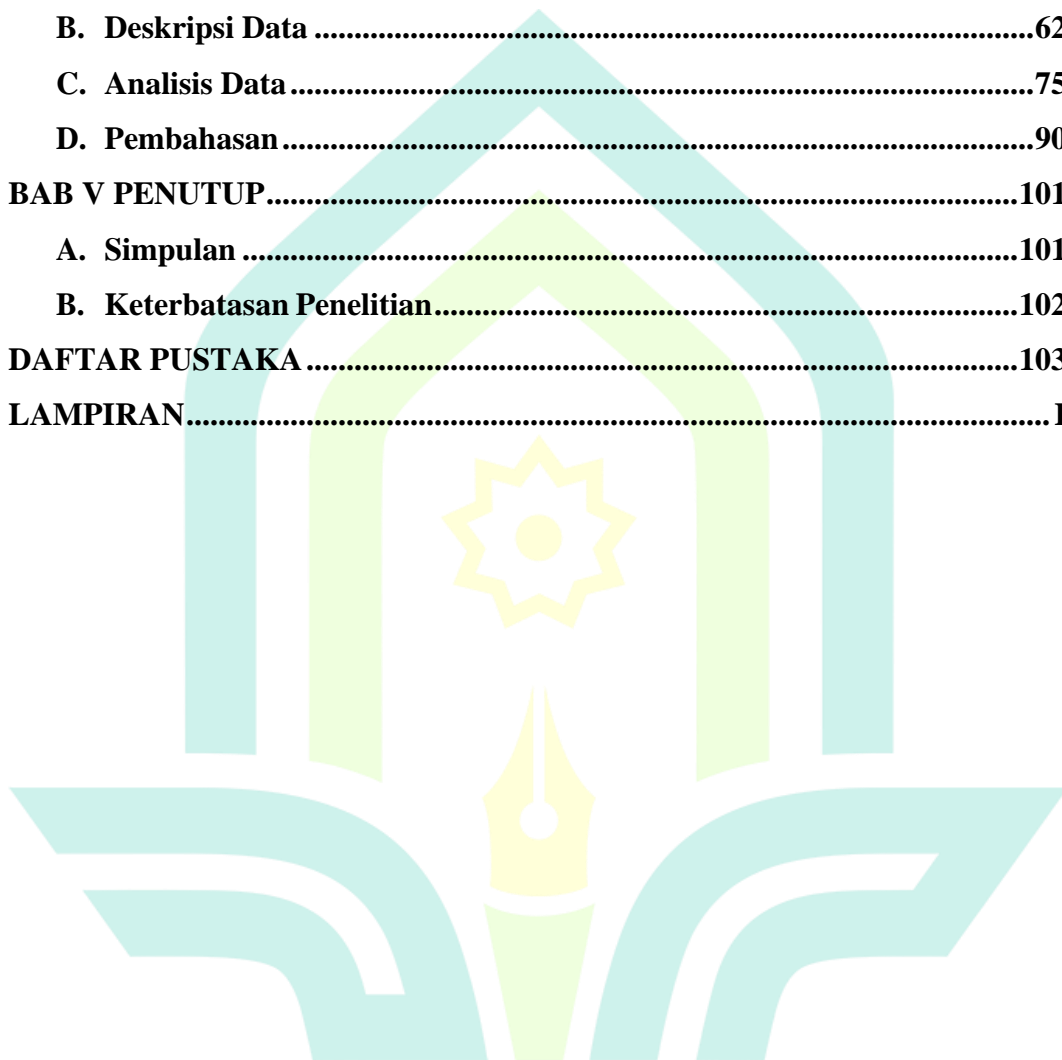 B. Deskripsi Data ........................................................................................... 62
C. Analisis Data .............................................................................................. 75
D. Pembahasan ............................................................................................... 90
BAB V PENUTUP ............................................................................................ 101
A. Simpulan .................................................................................................... 101
B. Keterbatasan Penelitian ............................................................................. 102
DAFTAR PUSTAKA ....................................................................................... 103
LAMPIRAN ......................................................................................................... I